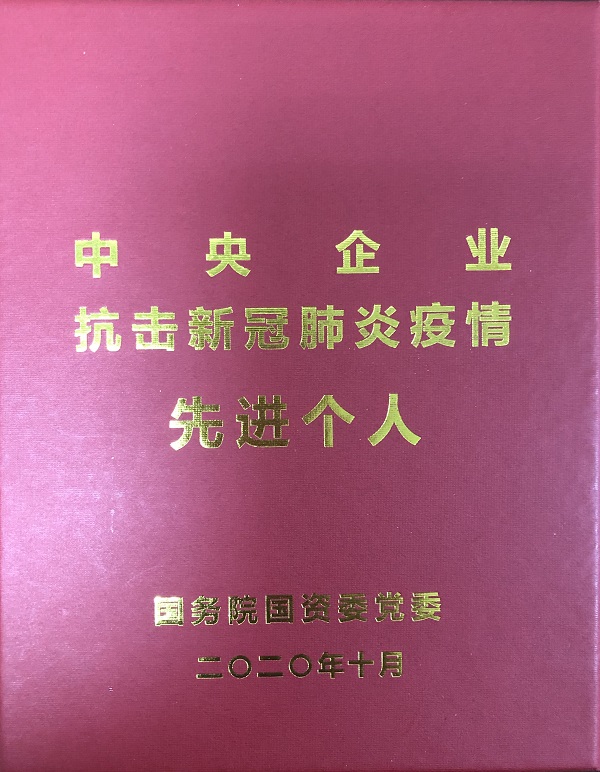 中央企业
抗击新冠肺炎疫情
先进个人
国务院国资委党委
二〇二〇年十月